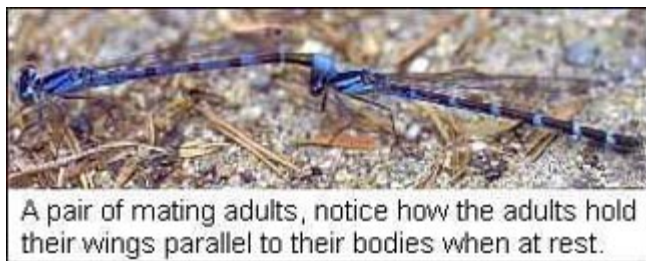 A pair of mating adults, notice how the adults hold
their wings parallel to their bodies when at rest.